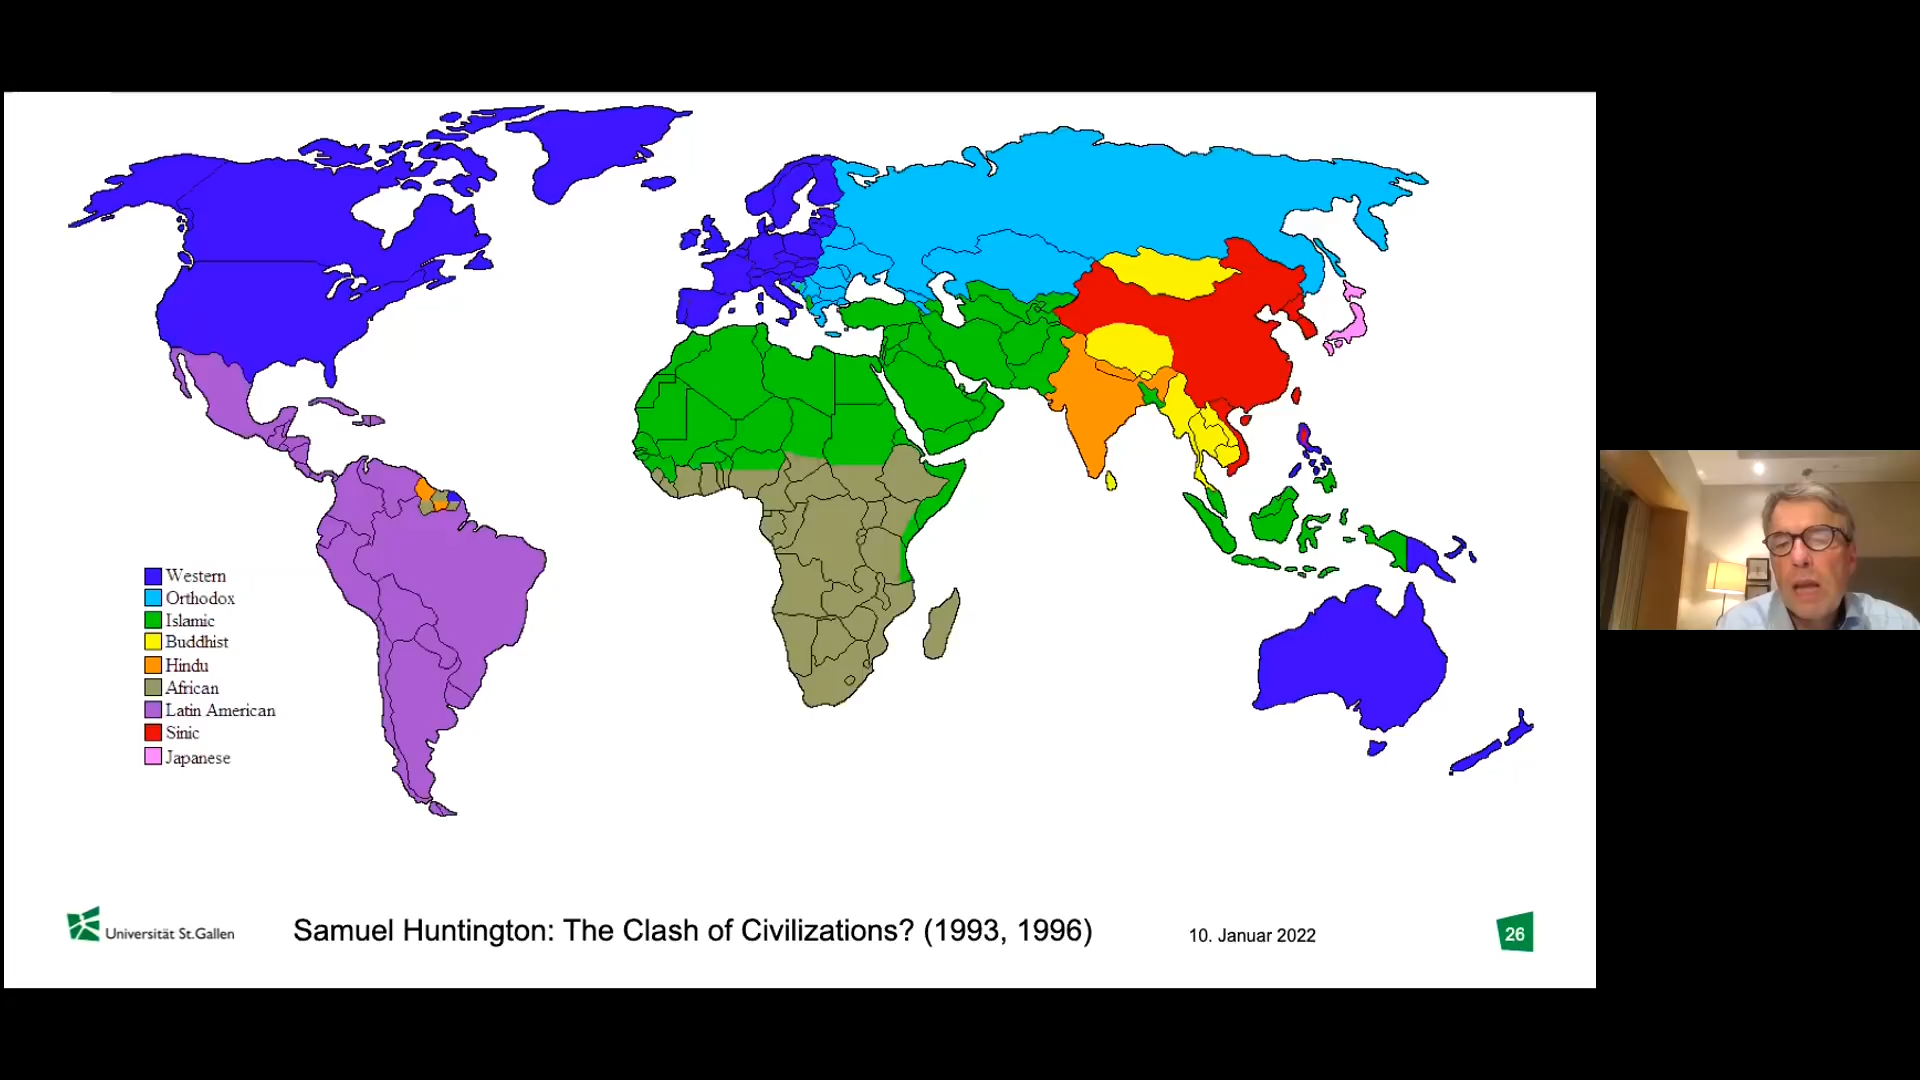 Western
Orthodox
Islamic
Buddhist
Hindu
African
Latin American
Sinic
Japanese
Universität St.Gallen
Samuel Huntington: The Clash of Civilizations? (1993, 1996)
10. Januar 2022
26